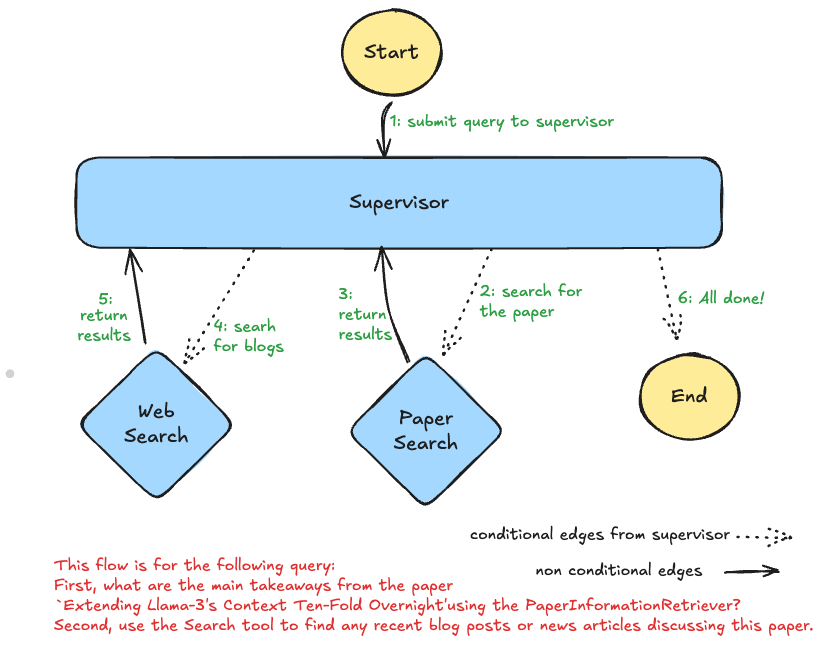 Start
1: submit query to supervisor
Supervisor
5:
return
results
4: searh
for blogs
3:
return
results
2: search for
the paper
6: All done!
Web
Search
Paper
Search
End
conditional edges from supervisor
non conditional edges
This flow is for the following query:
First, what are the main takeaways from the paper
`Extending Llama-3's Context Ten-Fold Overnight'using the PaperInformationRetriever?
Second, use the Search tool to find any recent blog posts or news articles discussing this paper.